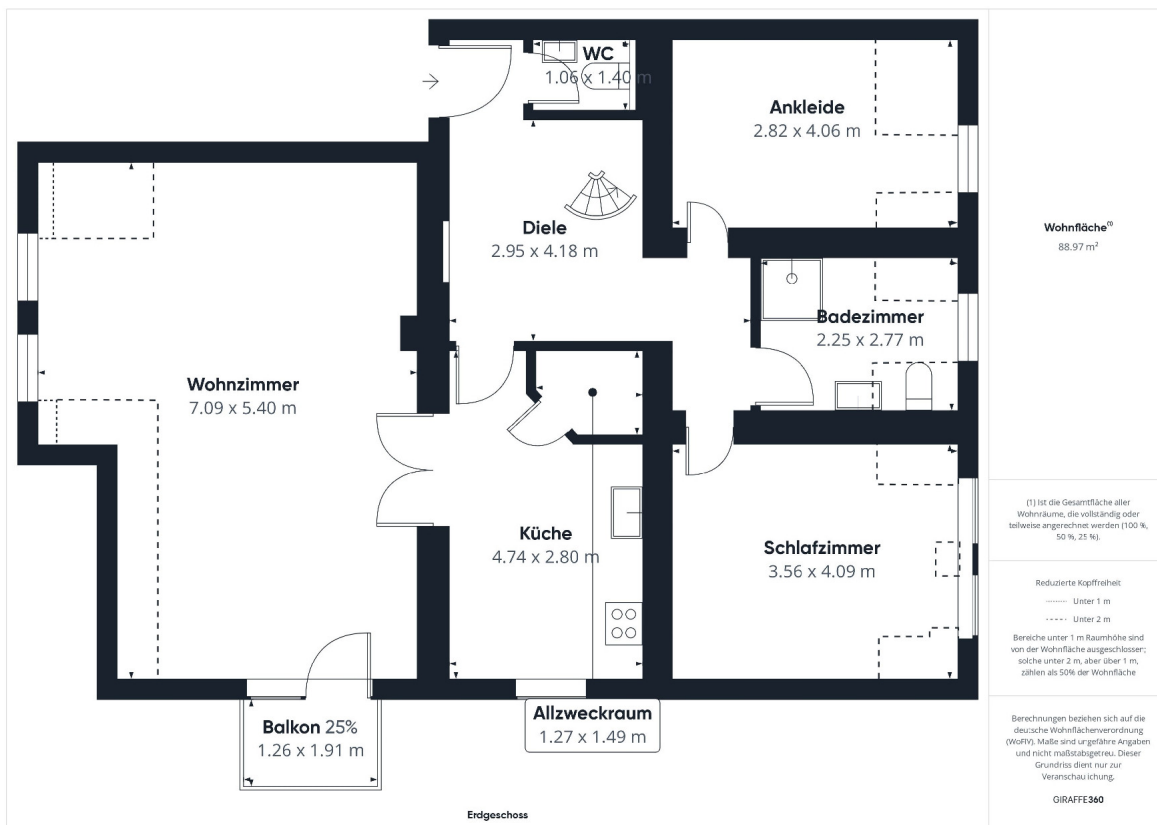 WC
1.06 x 1.40 m
Ankleide
2.82 x 4.06 m
Diele
2.95 x 4.18 m
Badezimmer
2.25 x 2.77 m
Wohnzimmer
7.09 x 5.40 m
Küche
4.74 x 2.80 m
Schlafzimmer
3.56 x 4.09 m
Balkon 25%
1.26 x 1.91 m
Allzweckraum
1.27 x 1.49 m
Erdgeschoss
Wohnfläche(1)
88.97 m²
(1) Ist die Gesamtfläche aller
Wohnräume, die vollständig oder
teilweise angerechnet werden (100 %,
50 %, 25 %).
Reduzierte Kopffreiheit
Unter 1 m
Unter 2 m
Bereiche unter 1 m Raumhöhe sind
von der Wohnfläche ausgeschlossen;
solche unter 2 m, aber über 1 m,
zählen als 50% der Wohnfläche
Berechnungen beziehen sich auf die
deutsche Wohnflächenverordnung
(WoFlV). Maße sind ungefähre Angaben
und nicht maßstabsgetreu. Dieser
Grundriss dient nur zur
Veranschaulichung.
GIRAFFE360